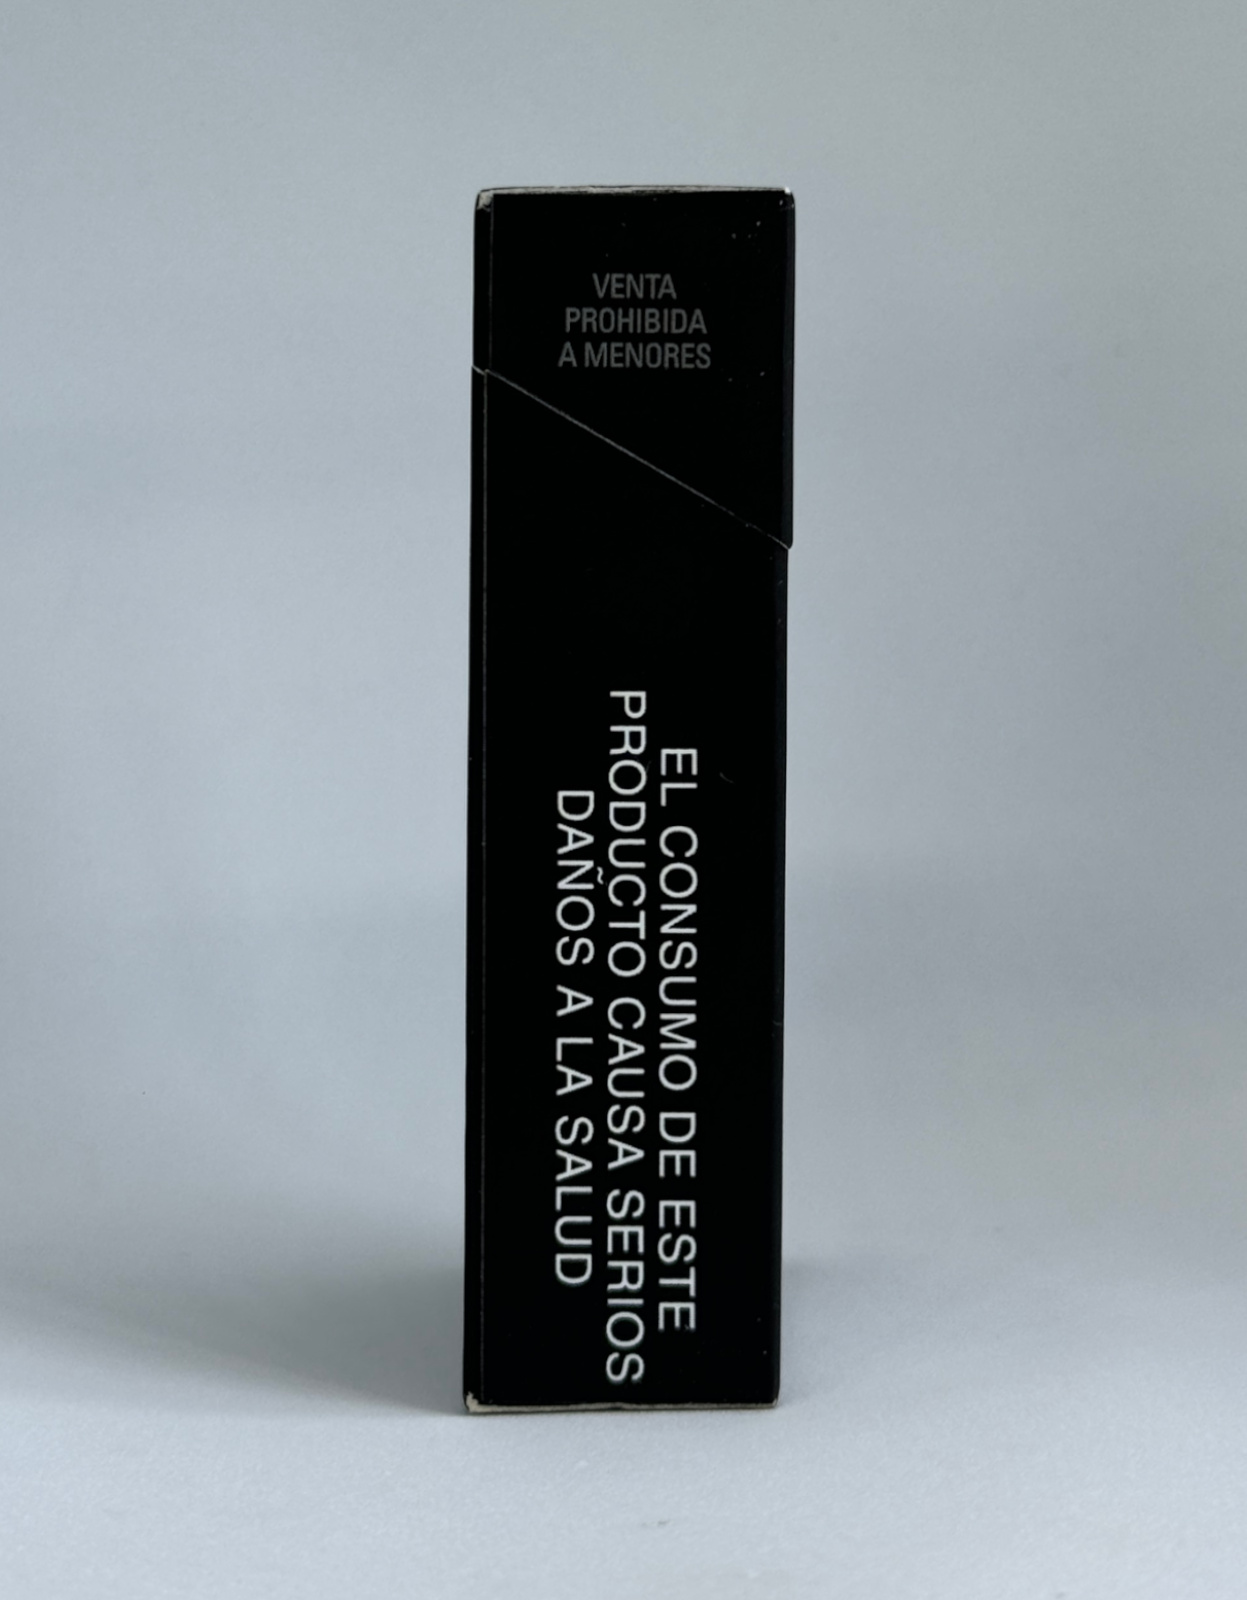 VENTA
PROHIBIDA
A MENORES
EL CONSUMO DE ESTE
PRODUCTO CAUSA SERIOS
DAÑOS A LA SALUD